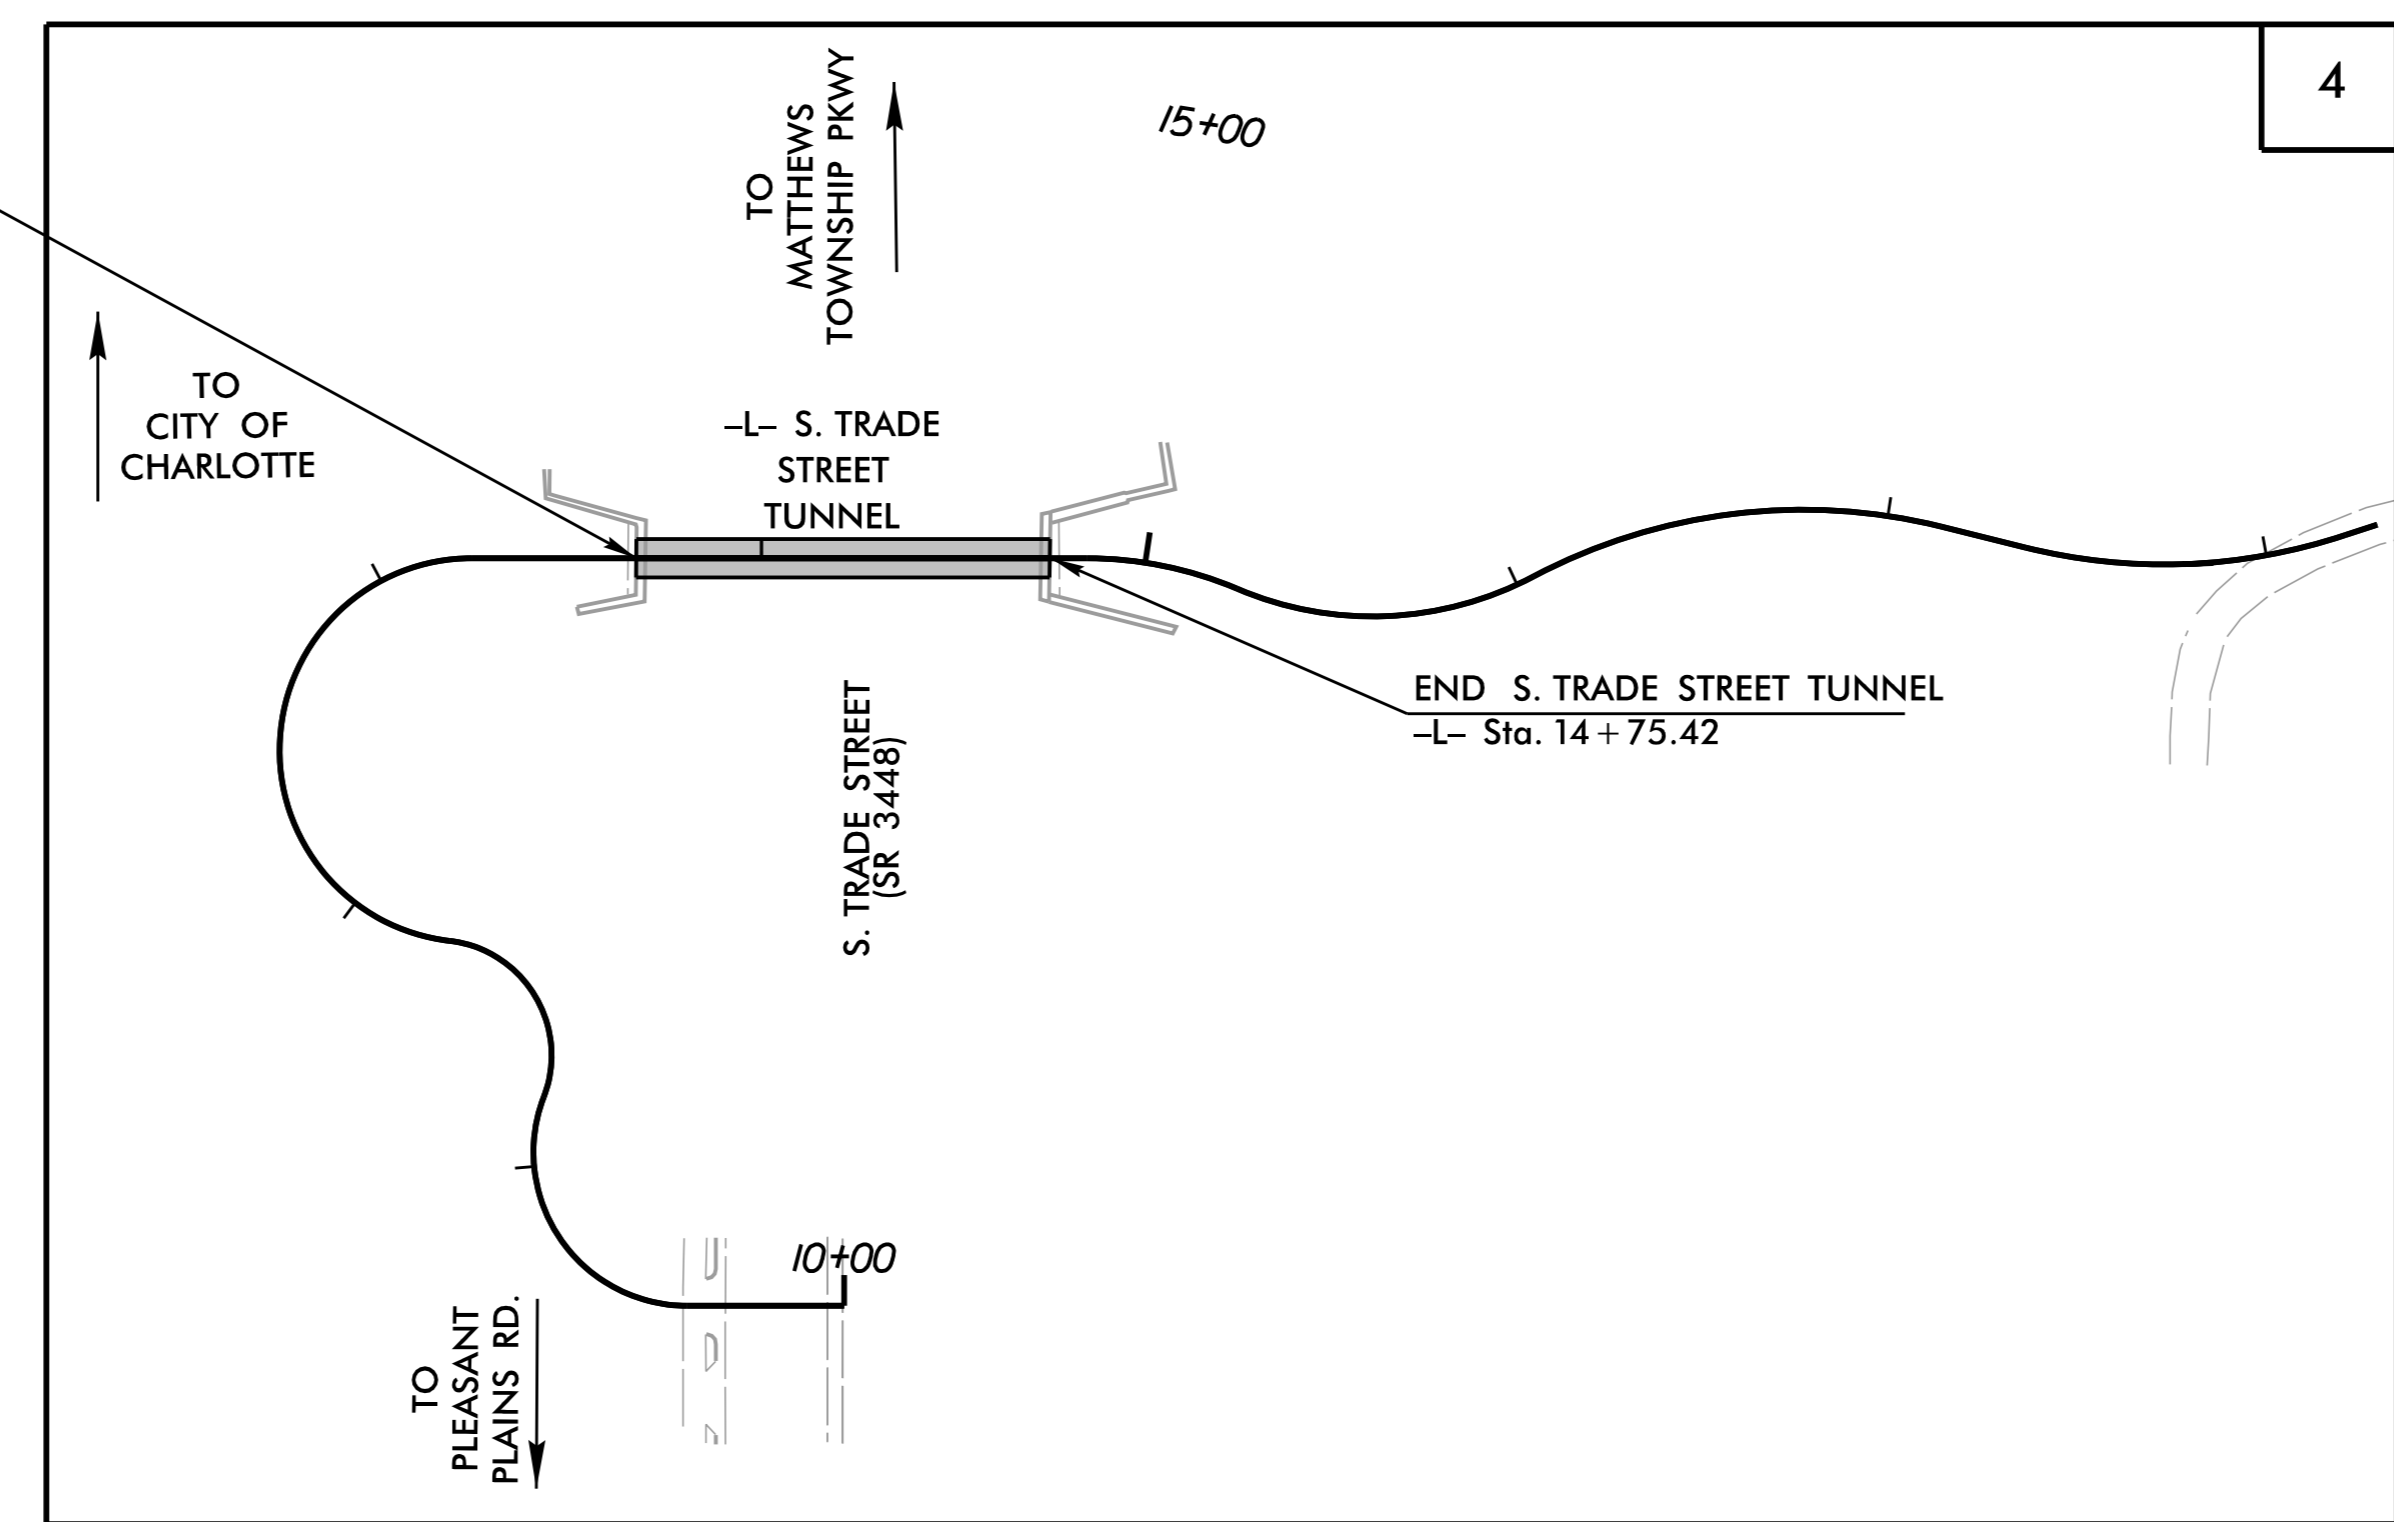 4
15+00
TO
MATTHEWS
TOWNSHIP PKWY
TO
CITY OF
CHARLOTTE
–L– S. TRADE
STREET
TUNNEL
END S. TRADE STREET TUNNEL
–L– Sta. 14+75.42
S. TRADE STREET
(SR 3448)
10+00
TO
PLEASANT
PLAINS RD.